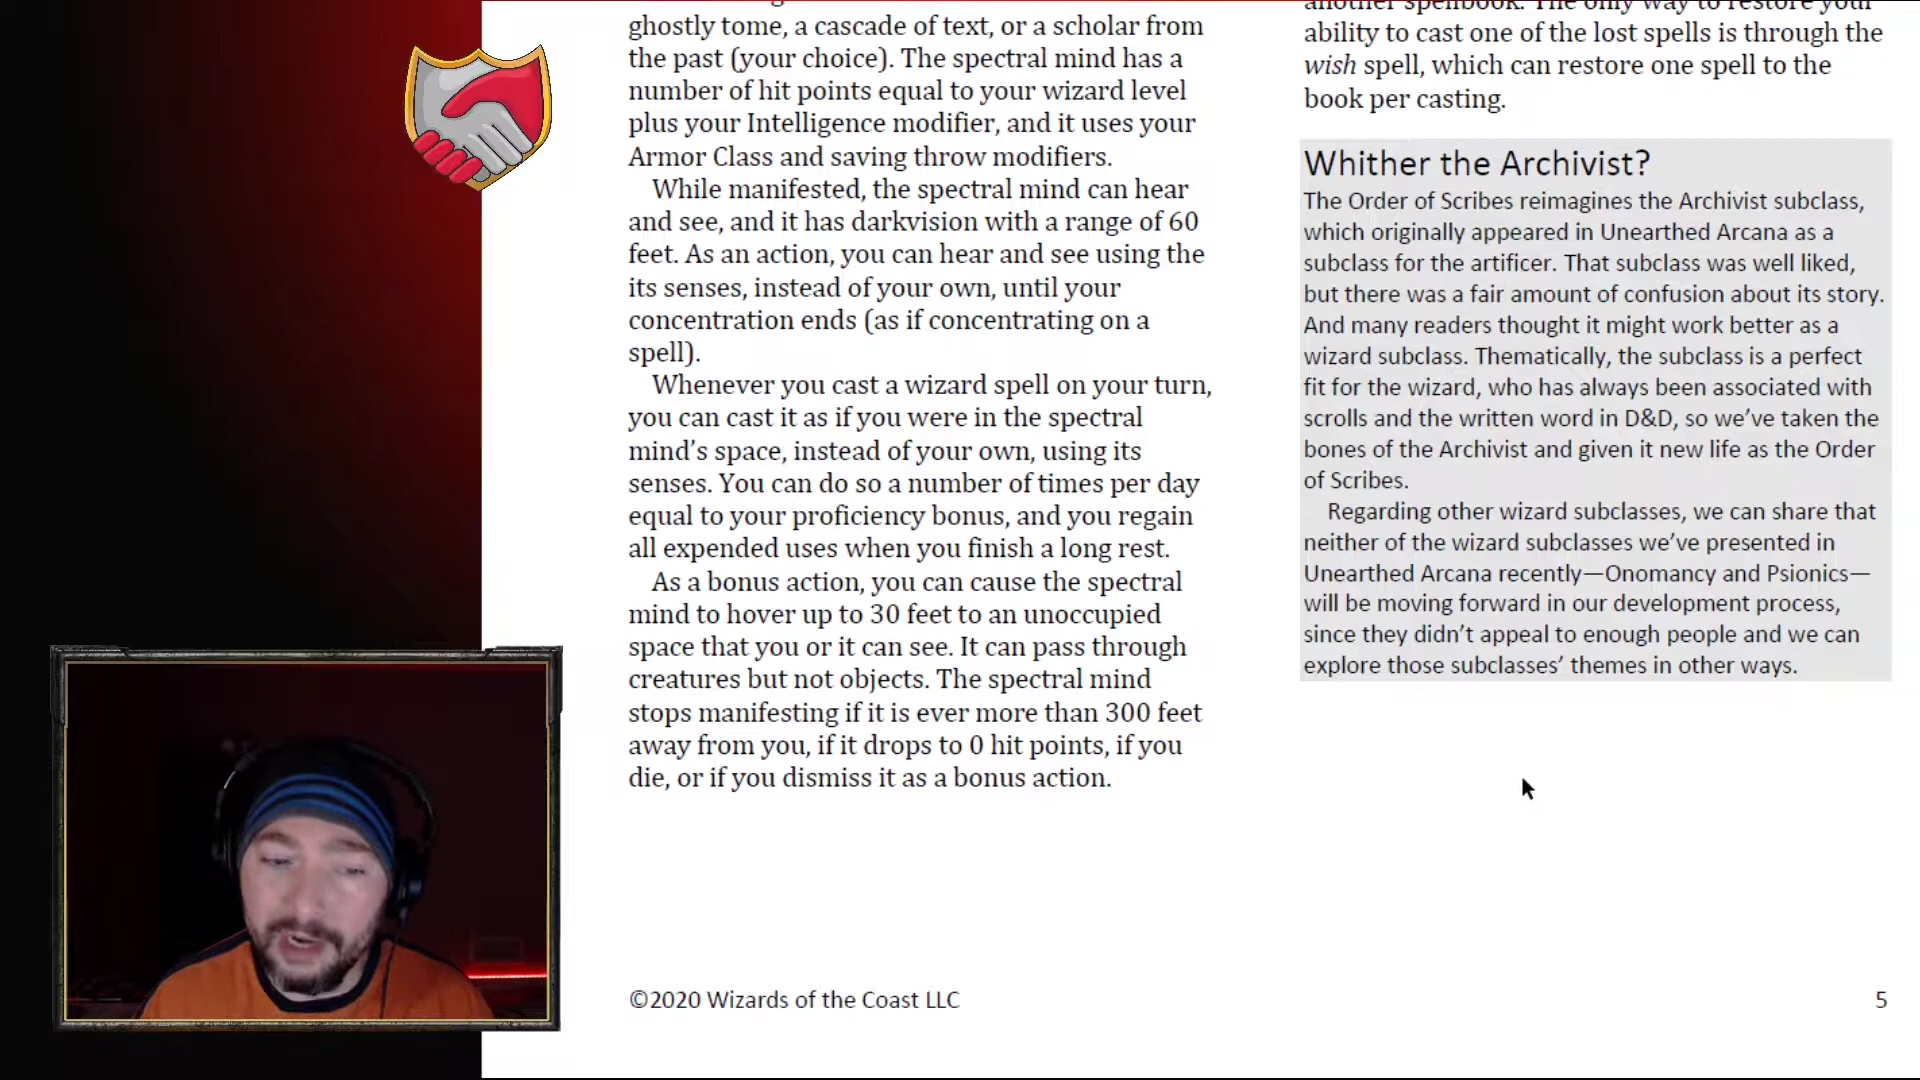 ghostly tome, a cascade of text, or a scholar from
the past (your choice). The spectral mind has a
number of hit points equal to your wizard level
plus your Intelligence modifier, and it uses your
Armor Class and saving throw modifiers.
While manifested, the spectral mind can hear
and see, and it has darkvision with a range of 60
feet. As an action, you can hear and see using the
its senses, instead of your own, until your
concentration ends (as if concentrating on a
spell).
Whenever you cast a wizard spell on your turn,
you can cast it as if you were in the spectral
mind’s space, instead of your own, using its
senses. You can do so a number of times per day
equal to your proficiency bonus, and you regain
all expended uses when you finish a long rest.
As a bonus action, you can cause the spectral
mind to hover up to 30 feet to an unoccupied
space that you or it can see. It can pass through
creatures but not objects. The spectral mind
stops manifesting if it is ever more than 300 feet
away from you, if it drops to 0 hit points, if you
die, or if you dismiss it as a bonus action.
another spellbook. The only way to restore your
ability to cast one of the lost spells is through the
wish spell, which can restore one spell to the
book per casting.
Whither the Archivist?
The Order of Scribes reimagines the Archivist subclass,
which originally appeared in Unearthed Arcana as a
subclass for the artificer. That subclass was well liked,
but there was a fair amount of confusion about its story.
And many readers thought it might work better as a
wizard subclass. Thematically, the subclass is a perfect
fit for the wizard, who has always been associated with
scrolls and the written word in D&D, so we’ve taken the
bones of the Archivist and given it new life as the Order
of Scribes.
Regarding other wizard subclasses, we can share that
neither of the wizard subclasses we’ve presented in
Unearthed Arcana recently—Onomancy and Psionics—
will be moving forward in our development process,
since they didn’t appeal to enough people and we can
explore those subclasses’ themes in other ways.
©2020 Wizards of the Coast LLC
5